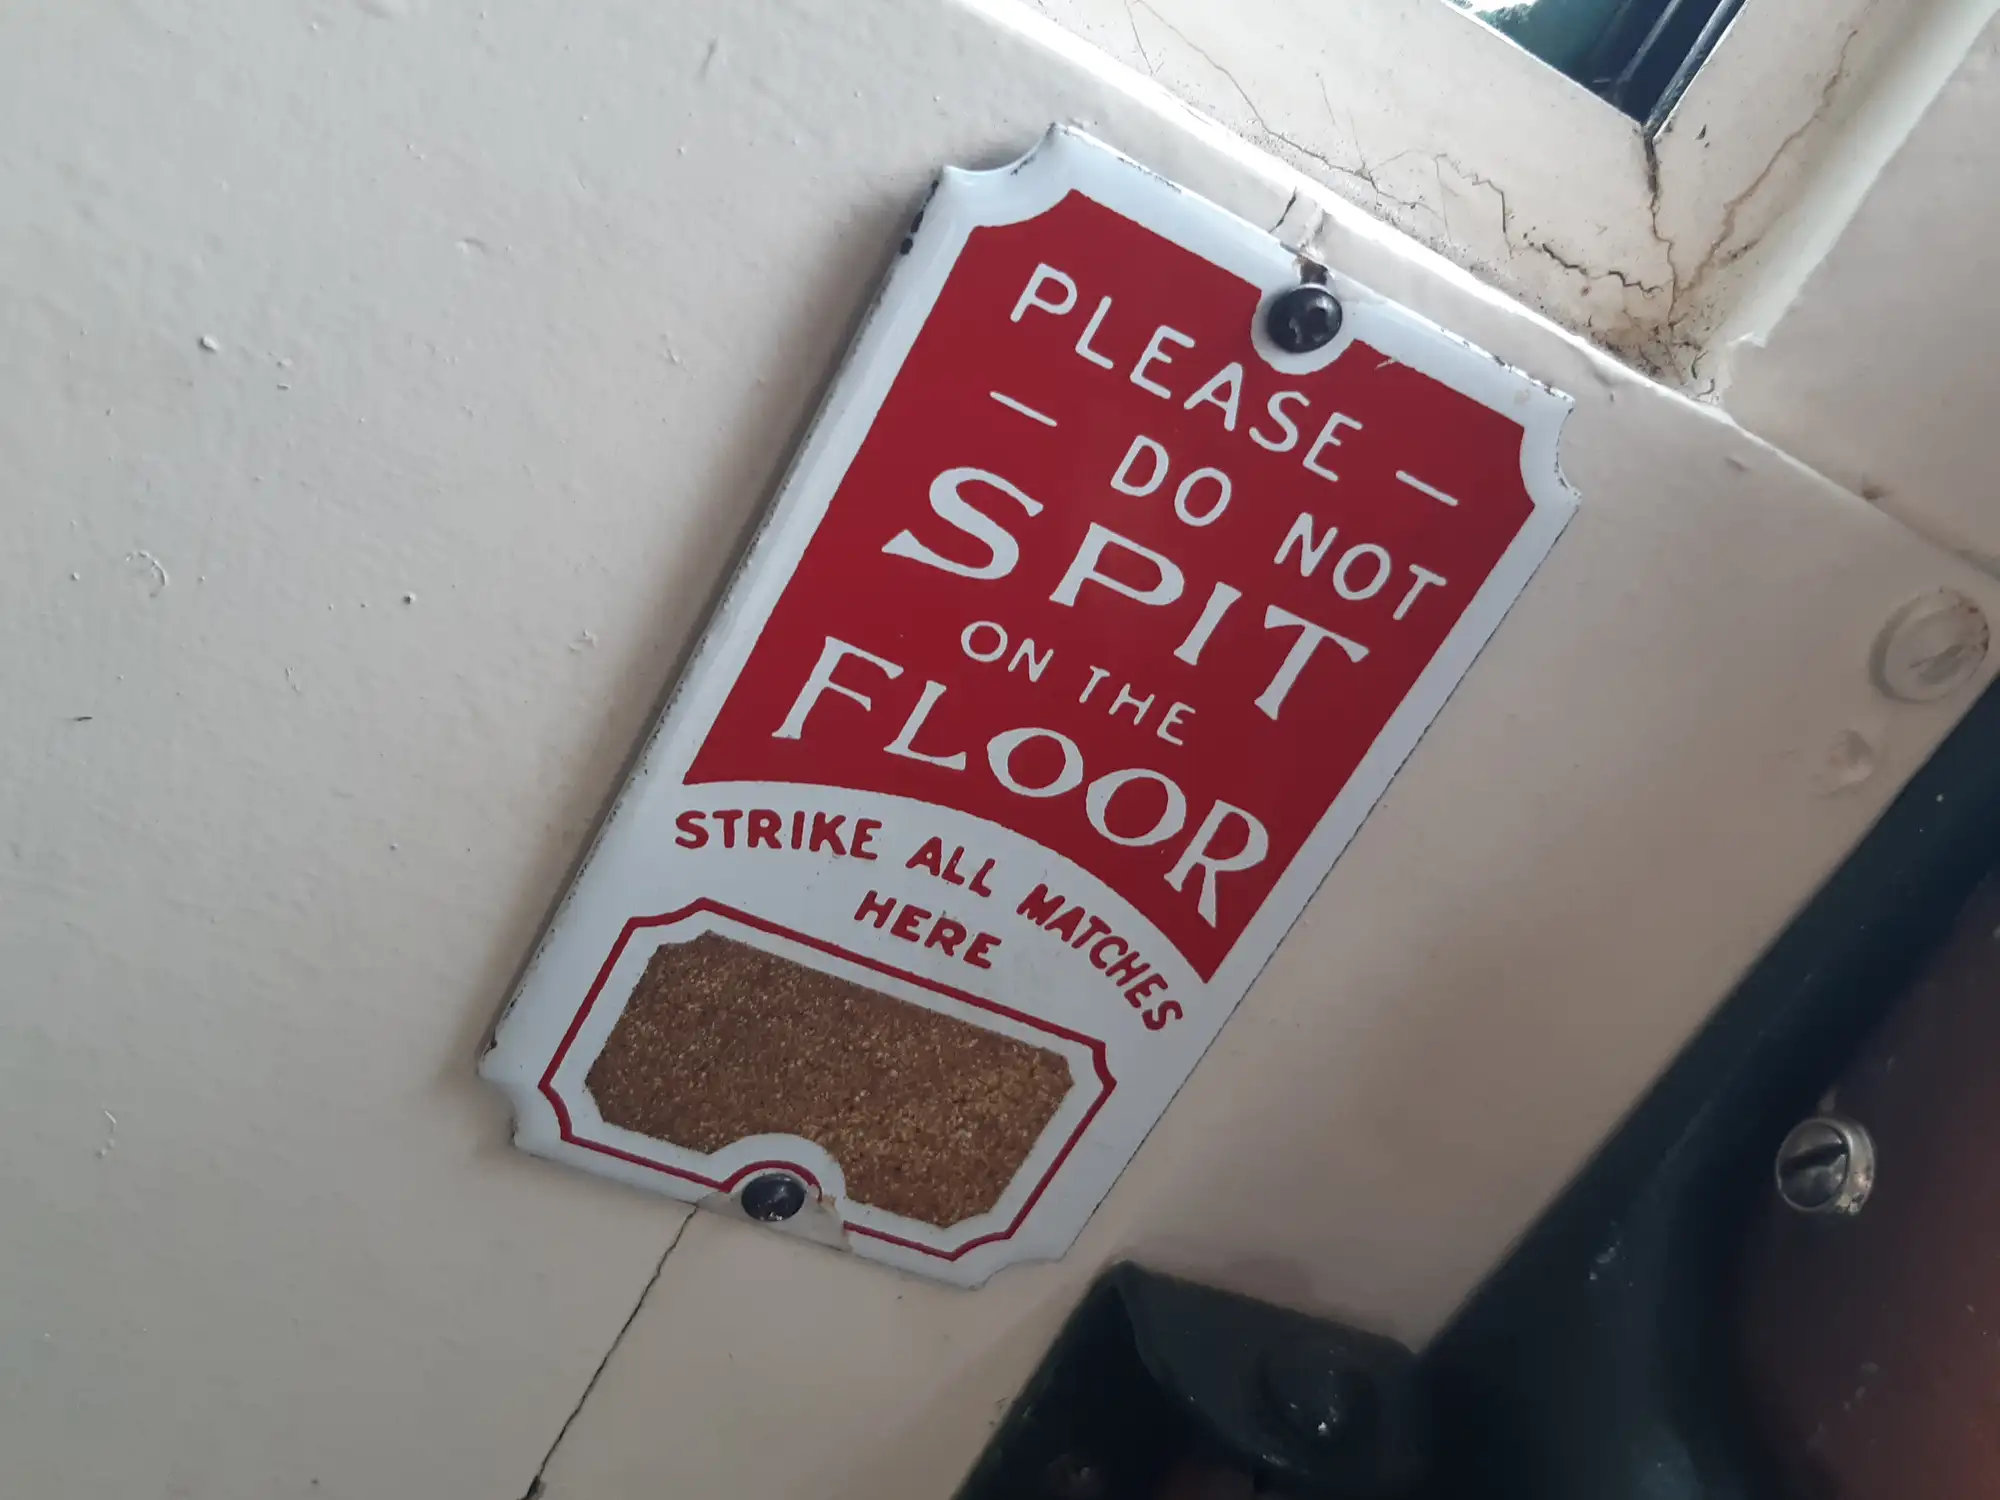 PLEASE
— DO NOT —
SPIT
ON THE
FLOOR
STRIKE ALL MATCHES
HERE